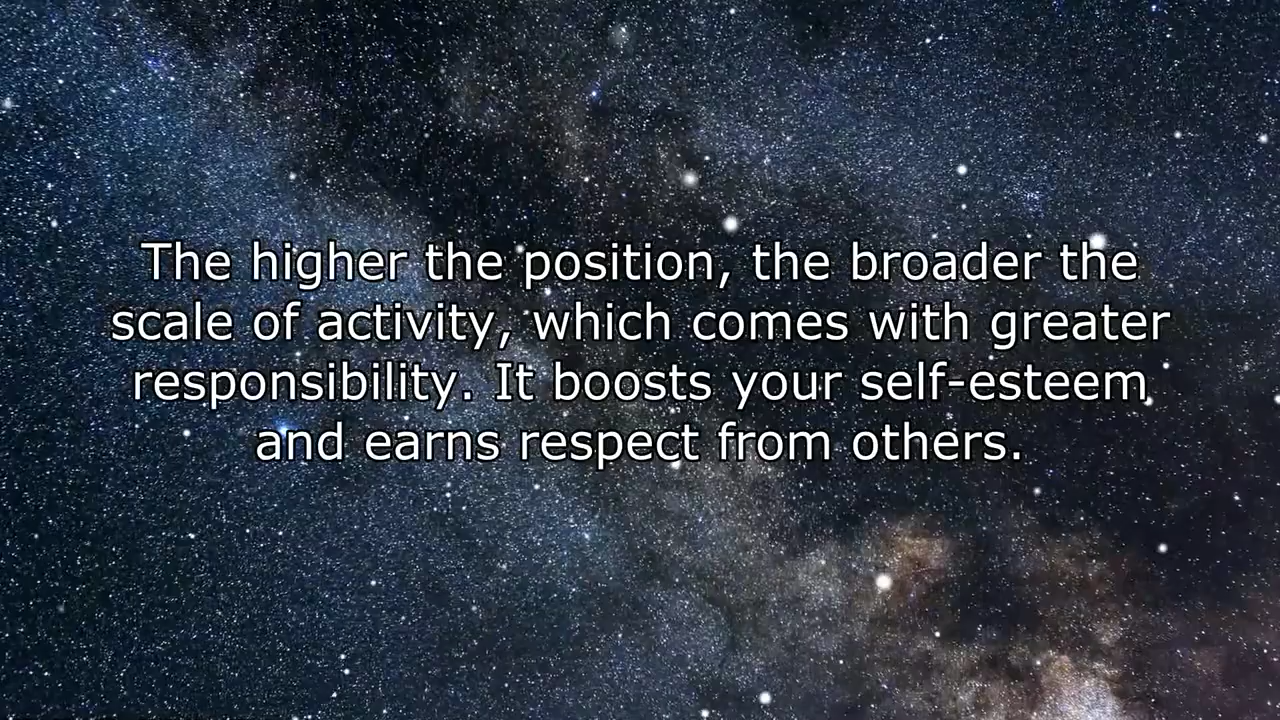 The higher the position, the broader the
scale of activity, which comes with greater
responsibility. It boosts your self-esteem
and earns respect from others.